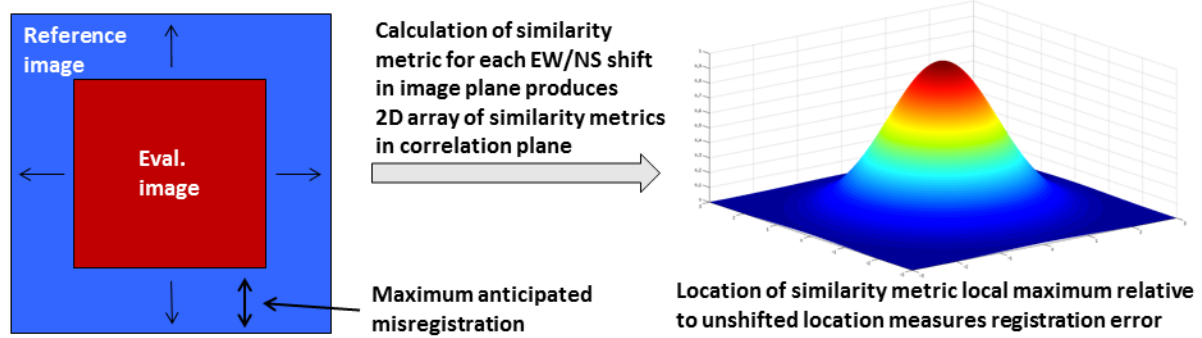 Reference
image
Eval.
image
Calculation of similarity
metric for each EW/NS shift
in image plane produces
2D array of similarity metrics
in correlation plane
Maximum anticipated
misregistration
Location of similarity metric local maximum relative
to unshifted location measures registration error